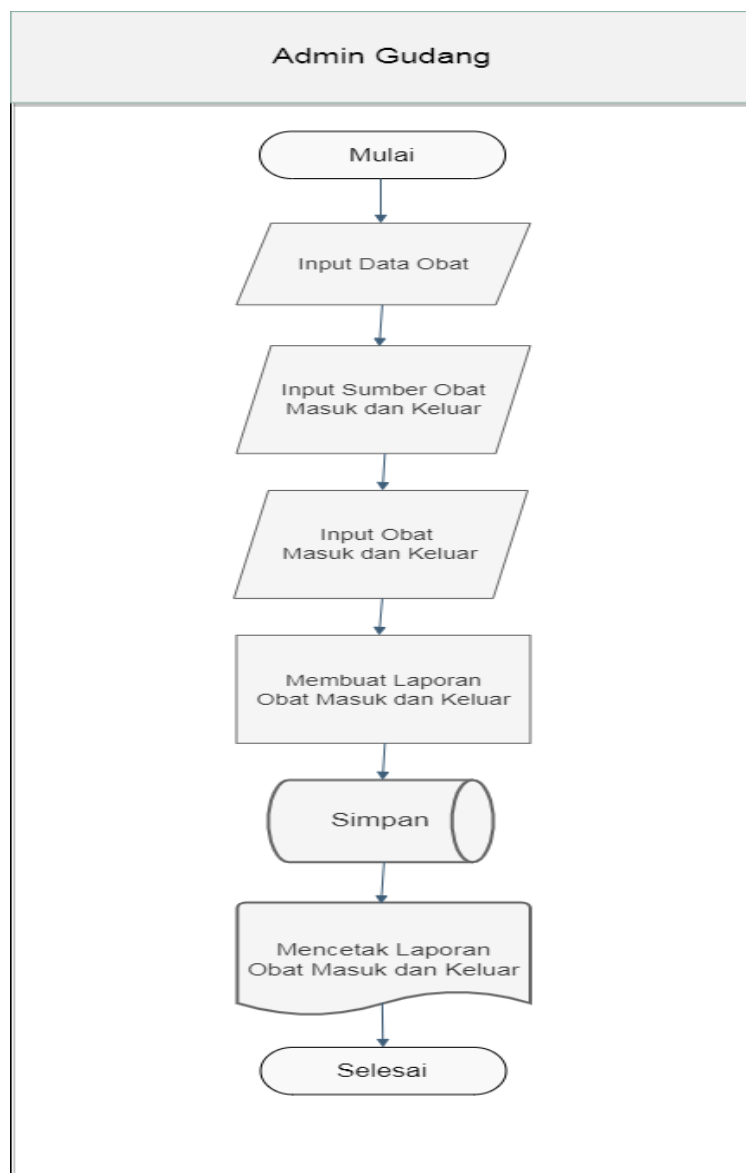 Admin Gudang
Mulai
Input Data Obat
Input Sumber Obat
Masuk dan Keluar
Input Obat
Masuk dan Keluar
Membuat Laporan
Obat Masuk dan Keluar
Simpan
Mencetak Laporan
Obat Masuk dan Keluar
Selesai